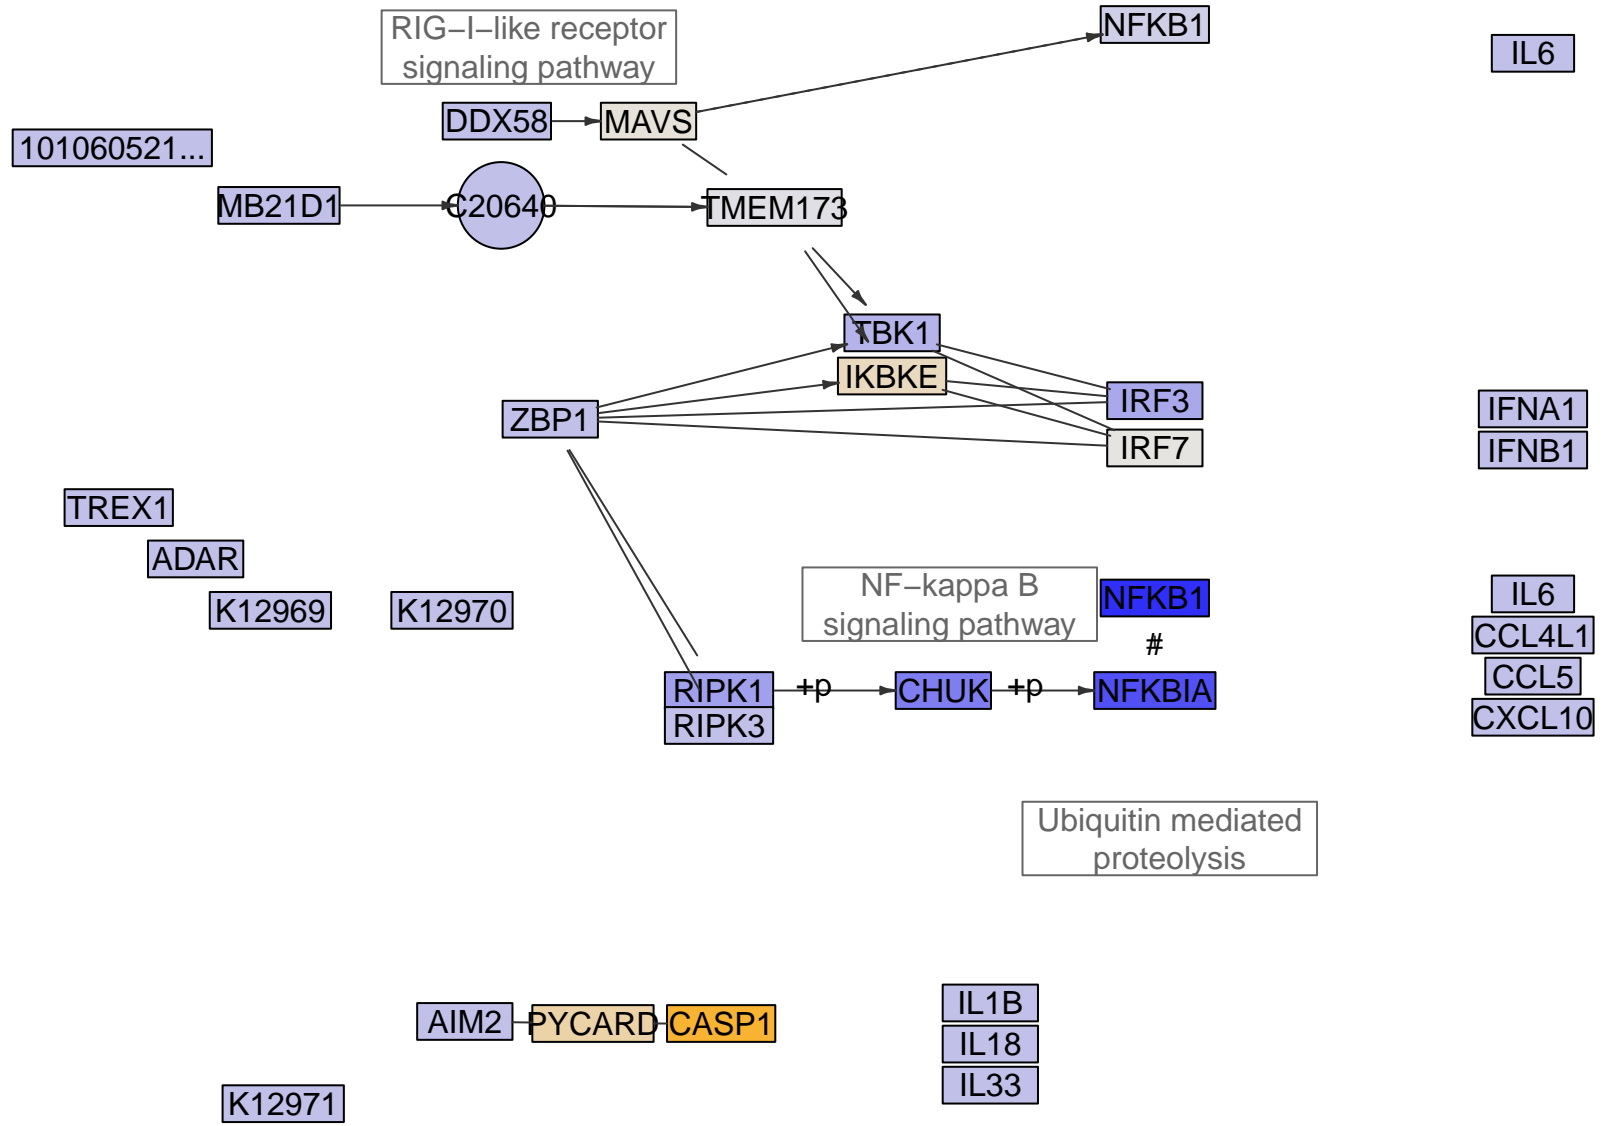 RIG−I−like receptor
signaling pathway
NFKB1
IL6
DDX58
MAVS
101060521...
MB21D1
C20640
TMEM173
TBK1
IKBKE
IRF3
ZBP1
IRF7
IFNA1
IFNB1
TREX1
ADAR
K12969
K12970
NF−kappa B
signaling pathway
NFKB1
#
IL6
CCL4L1
CCL5
CXCL10
RIPK1
+p
CHUK
+p
NFKBIA
RIPK3
Ubiquitin mediated
proteolysis
AIM2
PYCARD
CASP1
IL1B
IL18
IL33
K12971